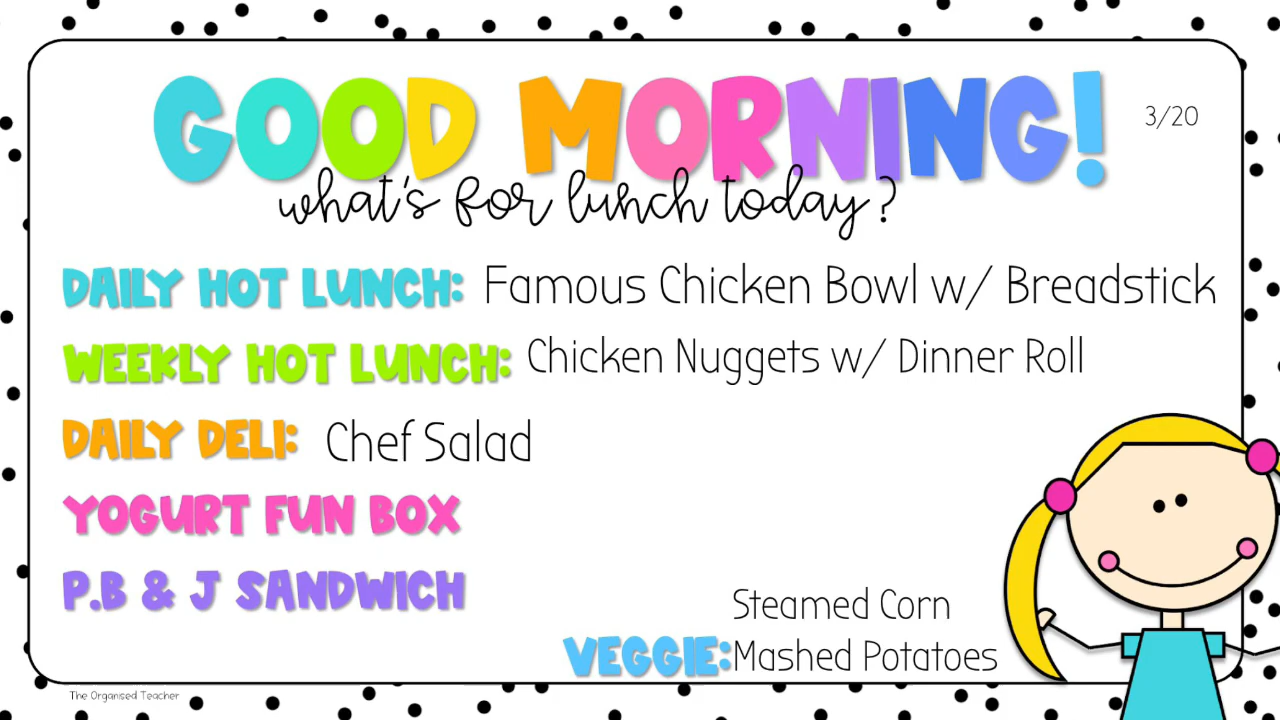 GOOD MORNING!
3/20
what's for lunch today?
DAILY HOT LUNCH: Famous Chicken Bowl w/ Breadstick
WEEKLY HOT LUNCH: Chicken Nuggets w/ Dinner Roll
DAILY DELI: Chef Salad
YOGURT FUN BOX
P.B & J SANDWICH
Steamed Corn
VEGGIE: Mashed Potatoes
The Organised Teacher